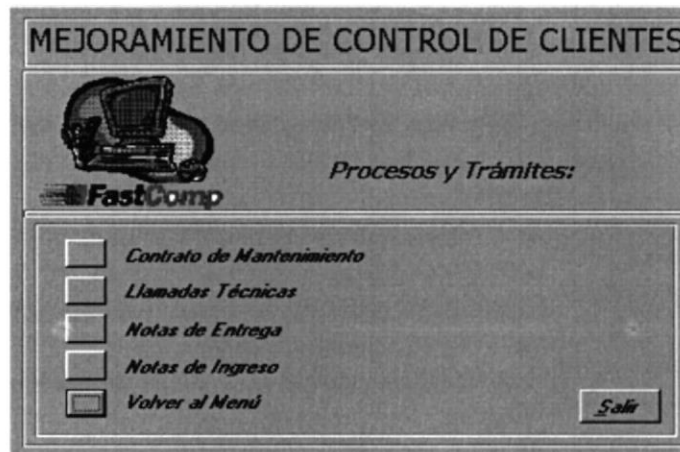 MEJORAMIENTO DE CONTROL DE CLIENTES
FastComp
Procesos y Trámites:
Contrato de Mantenimiento
Llamadas Técnicas
Notas de Entrega
Notas de Ingreso
Volver al Menú
Salir